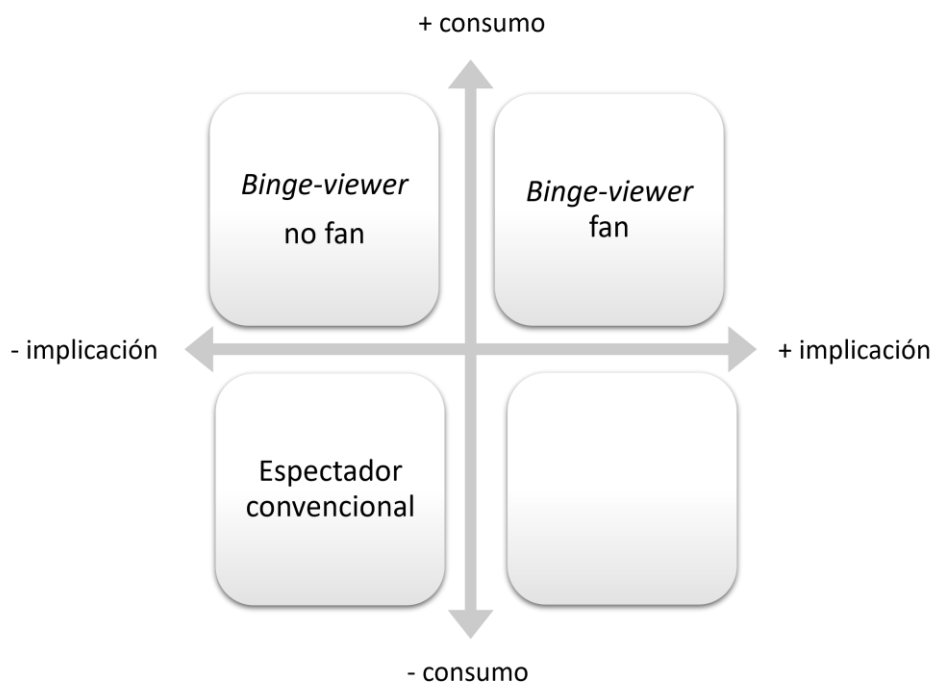 + consumo
Binge-viewer
no fan
Binge-viewer
fan
- implicación
+ implicación
Espectador
convencional
- consumo